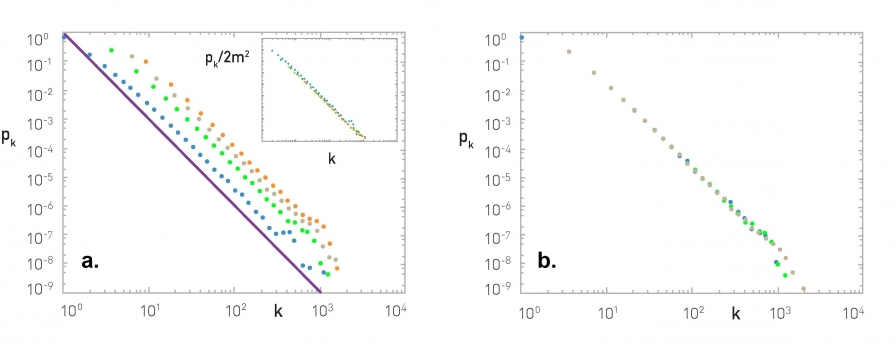 10⁰
10⁻¹
10⁻²
10⁻³
10⁻⁴
10⁻⁵
10⁻⁶
10⁻⁷
10⁻⁸
10⁻⁹
pₖ
pₖ/2m²
k
a.
10⁰ 10¹ 10² k 10³ 10⁴
10⁰
10⁻¹
10⁻²
10⁻³
10⁻⁴
10⁻⁵
10⁻⁶
10⁻⁷
10⁻⁸
10⁻⁹
pₖ
b.
10⁰ 10¹ 10² k 10³ 10⁴